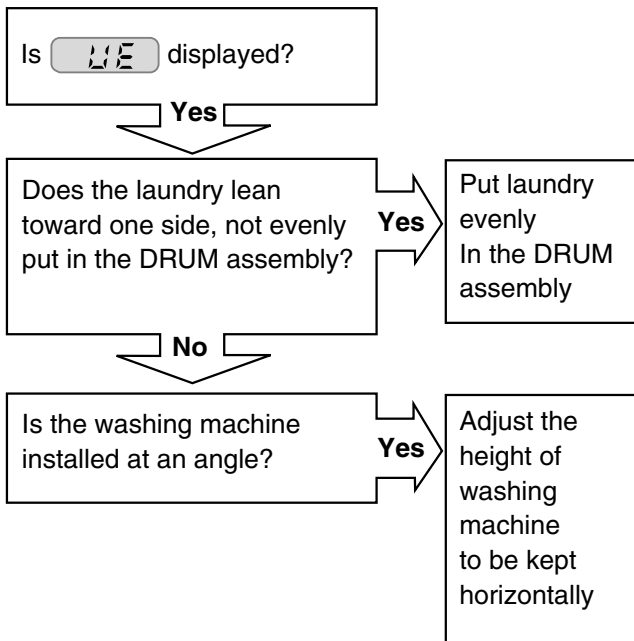 Is UE displayed?
Yes
Does the laundry lean
toward one side, not evenly
put in the DRUM assembly?
Yes
Put laundry
evenly
In the DRUM
assembly
No
Is the washing machine
installed at an angle?
Yes
Adjust the
height of
washing
machine
to be kept
horizontally